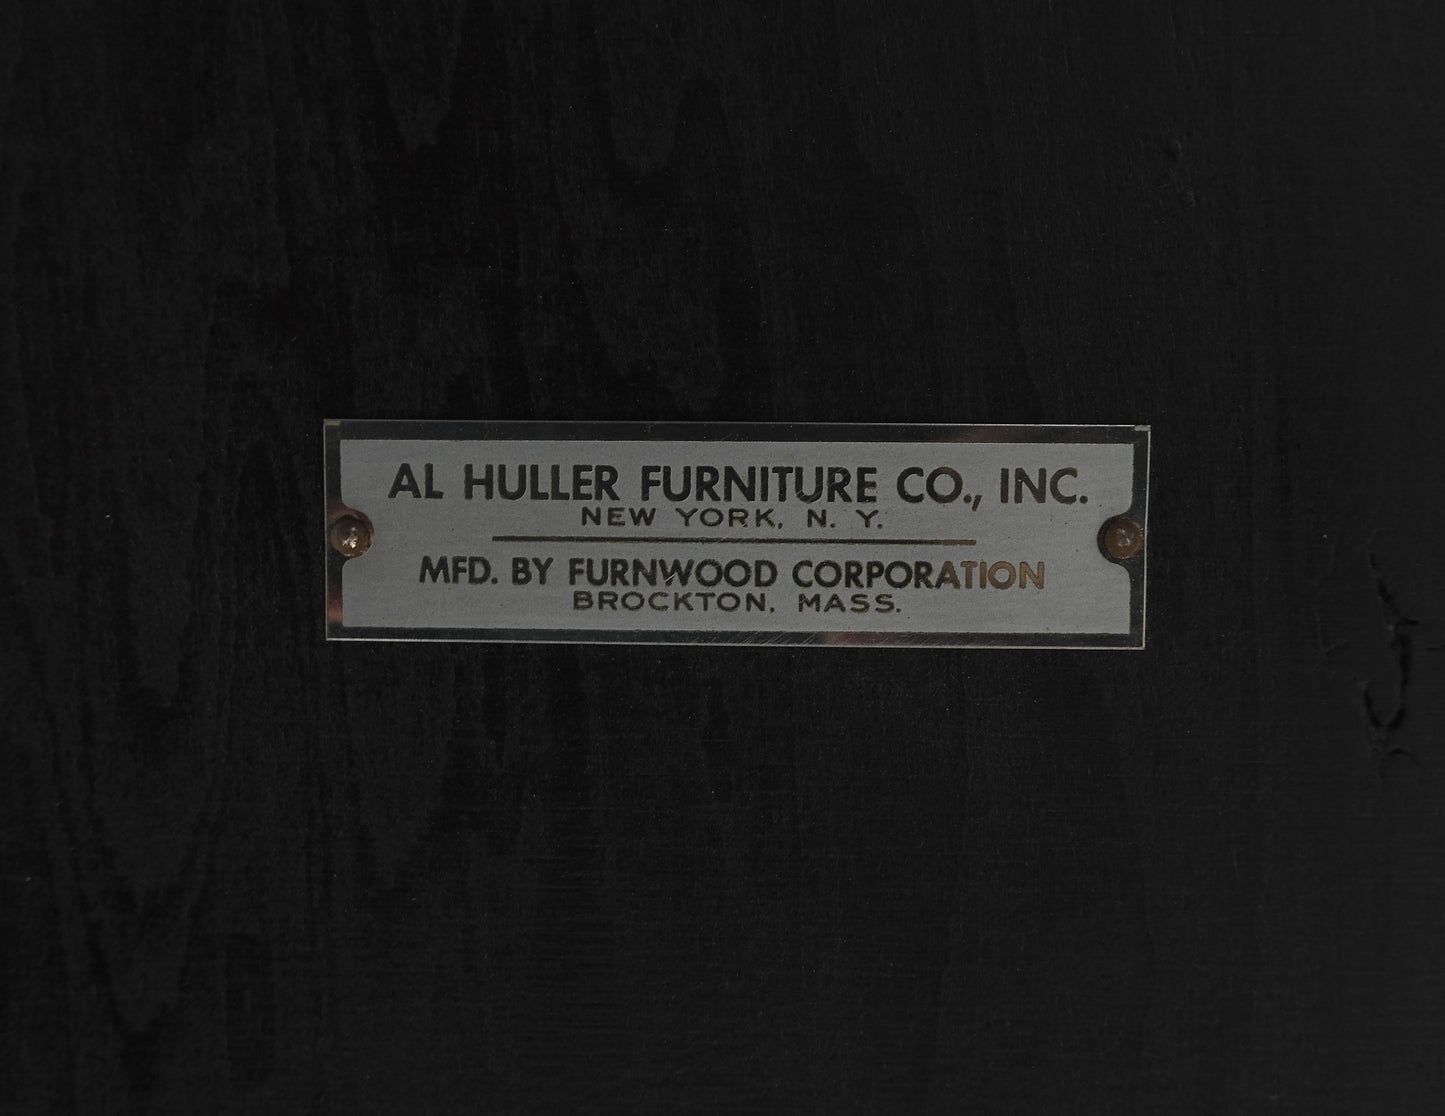 AL HULLER FURNITURE CO., INC.
NEW YORK, N. Y.
MFD. BY FURNWOOD CORPORATION
BROCKTON, MASS.